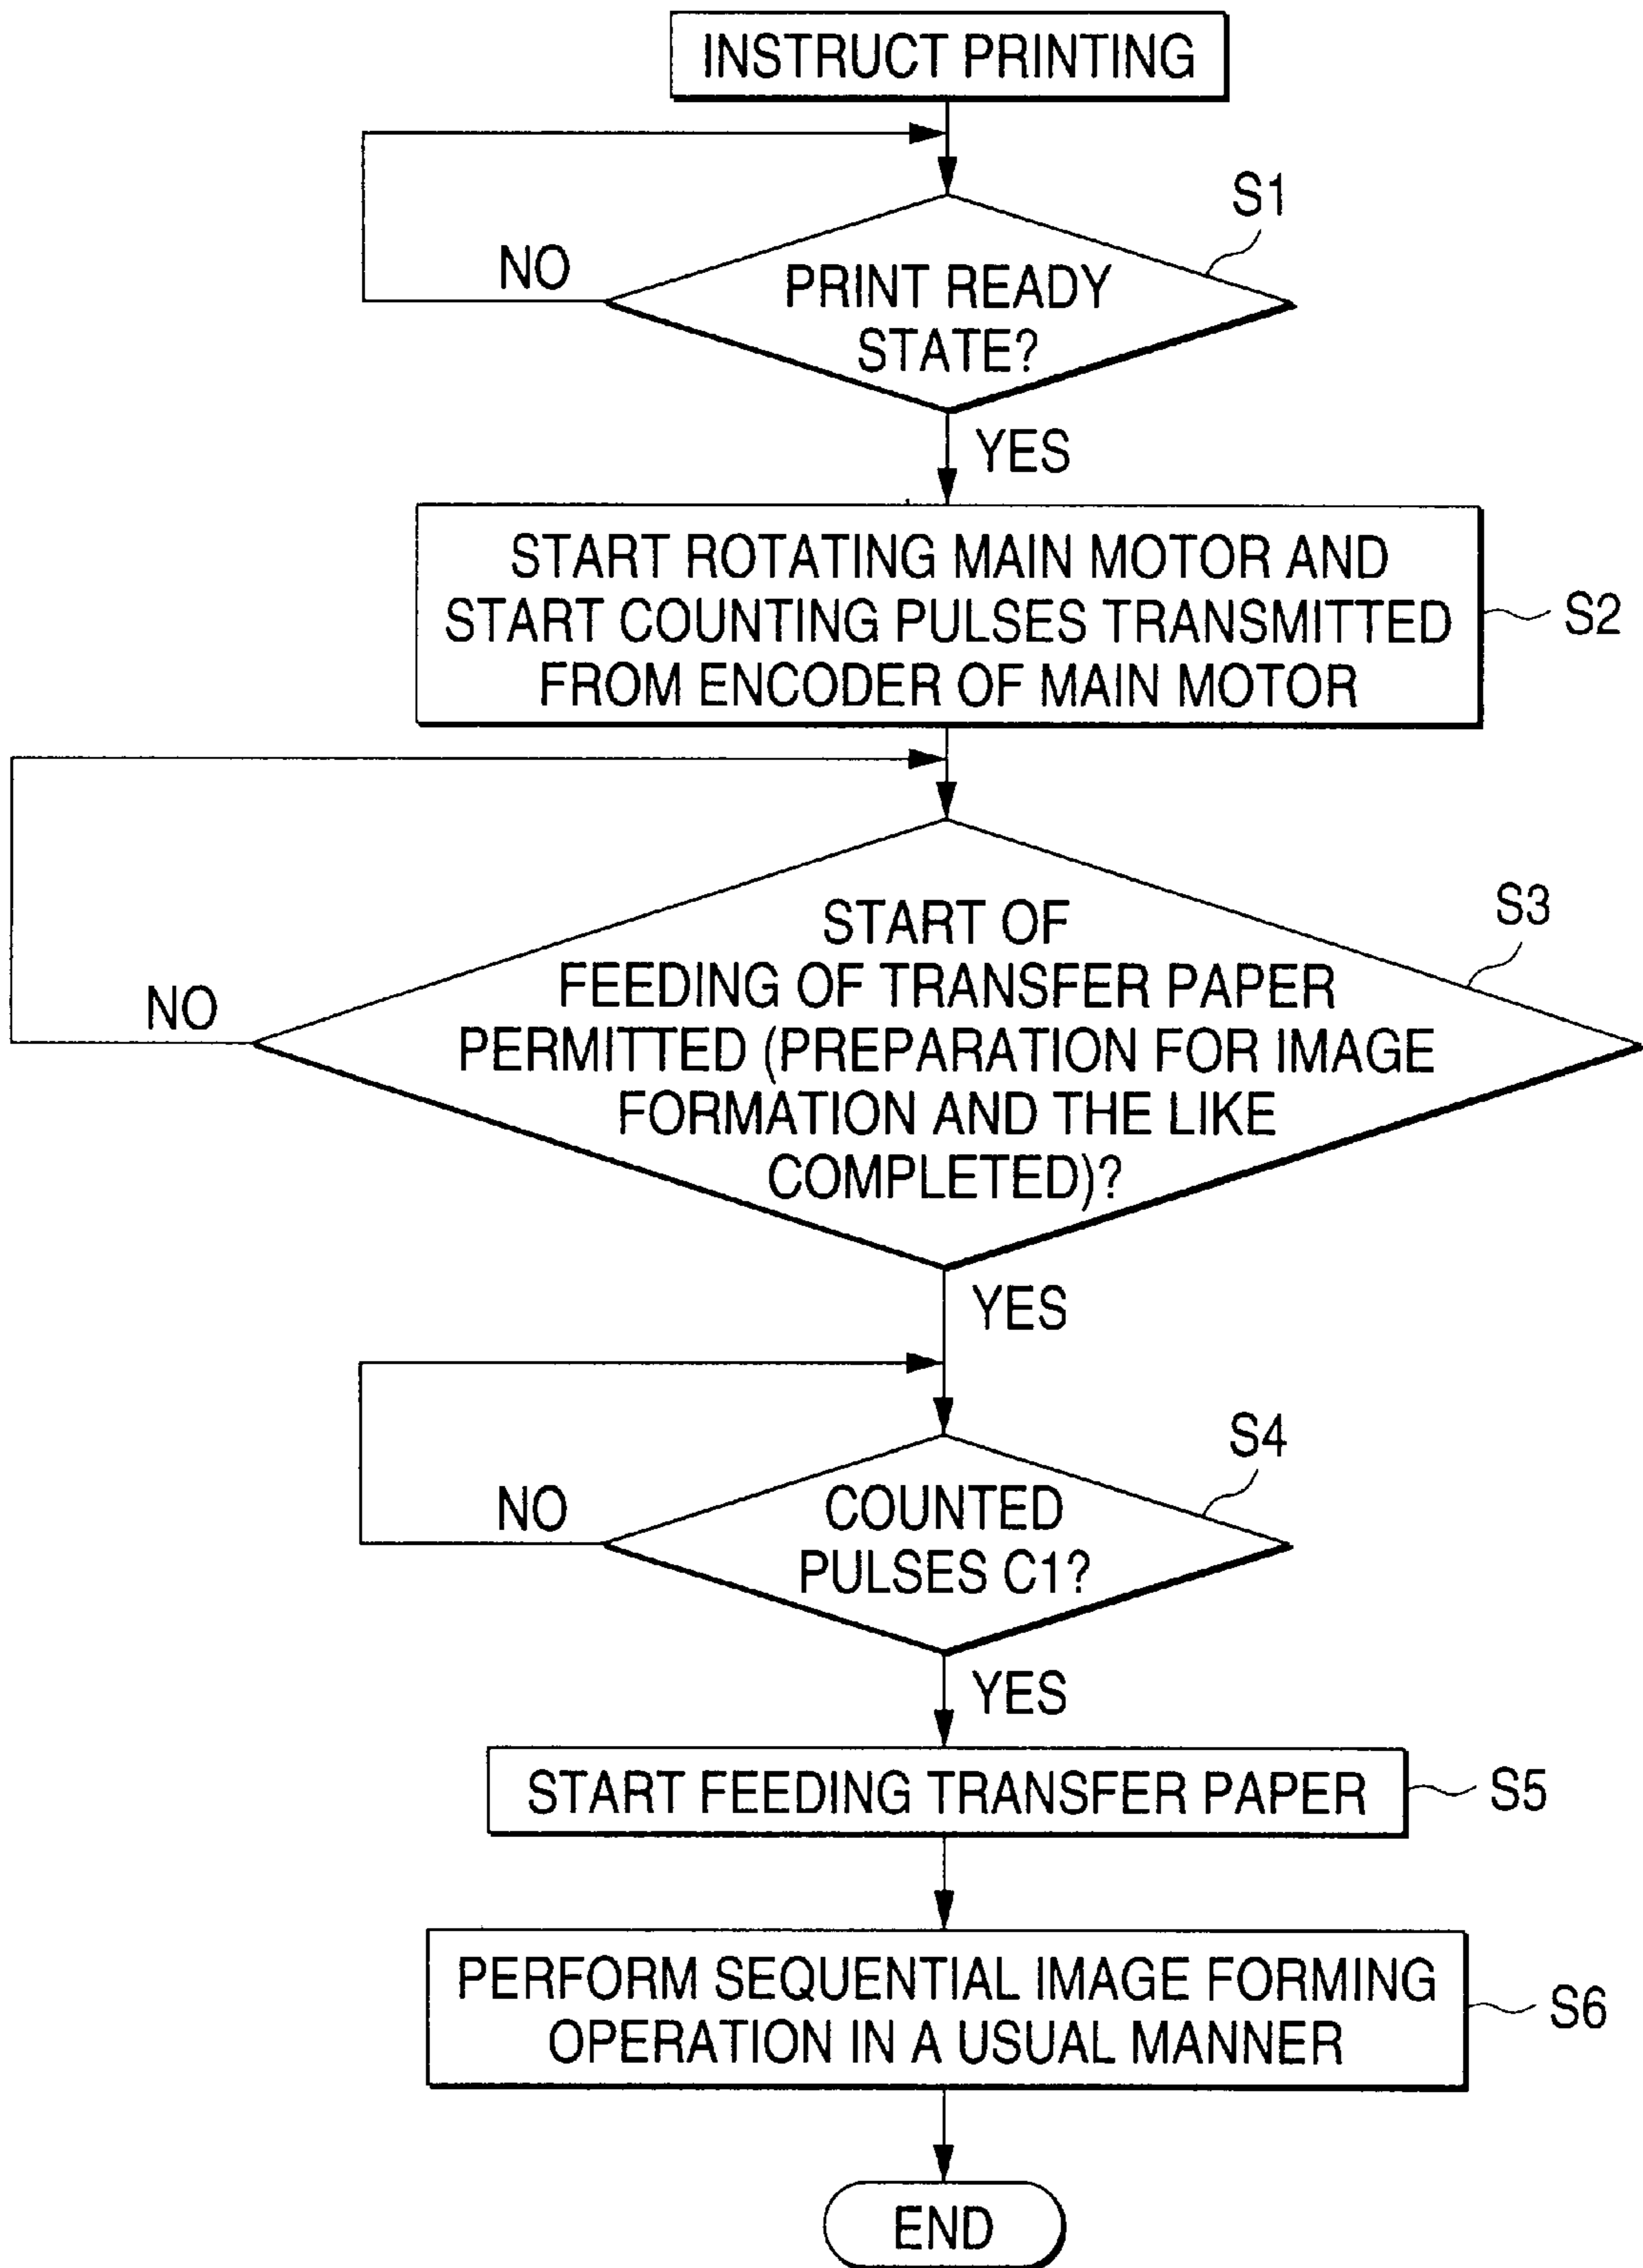 INSTRUCT PRINTING
S1
NO
PRINT READY
STATE?
YES
START ROTATING MAIN MOTOR AND
START COUNTING PULSES TRANSMITTED
FROM ENCODER OF MAIN MOTOR
S2
S3
START OF
FEEDING OF TRANSFER PAPER
NO
PERMITTED (PREPARATION FOR IMAGE
FORMATION AND THE LIKE
COMPLETED)?
YES
S4
NO
COUNTED
PULSES C1?
YES
START FEEDING TRANSFER PAPER
S5
PERFORM SEQUENTIAL IMAGE FORMING
OPERATION IN A USUAL MANNER
S6
END